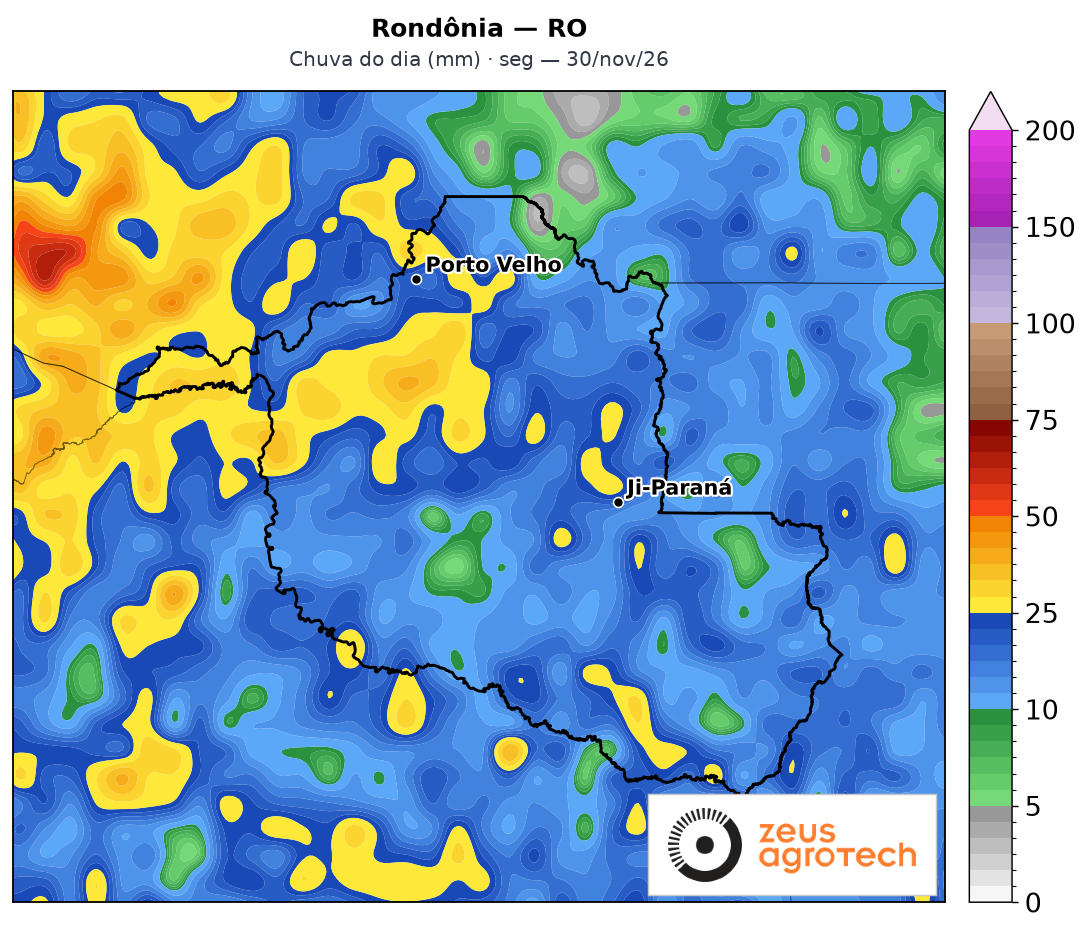 Rondônia — RO
Chuva do dia (mm) · seg — 30/nov/26
200
150
Porto Velho
100
75
Ji-Paraná
50
25
10
5
zeus
agrotech
0